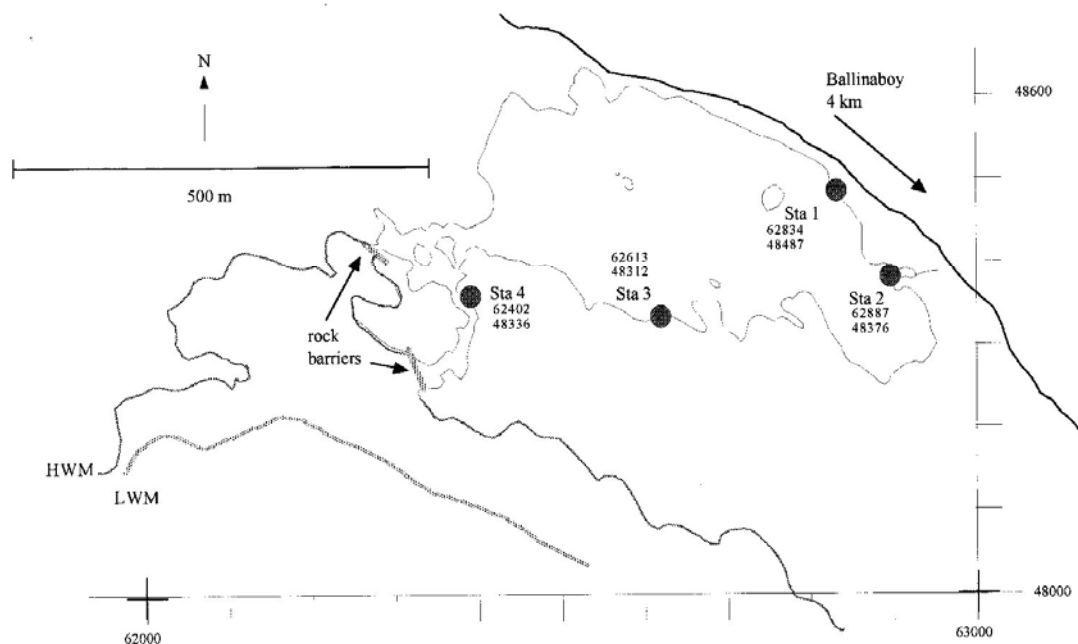 N
Ballinaboy
4 km
48600
500 m
Sta 1
62834
48487
62613
48312
Sta 3
Sta 4
62402
48336
Sta 2
62887
48376
rock
barriers
HWM
LWM
48000
62000
63000